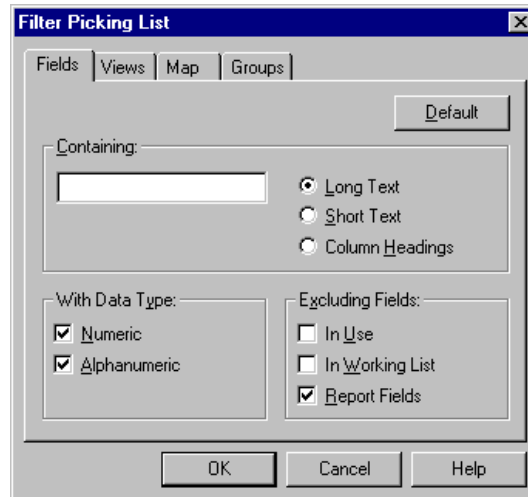 Filter Picking List
Fields Views Map Groups
Default
Containing:
Long Text
Short Text
Column Headings
With Data Type:
Numeric
Alphanumeric
Excluding Fields:
In Use
In Working List
Report Fields
OK Cancel Help